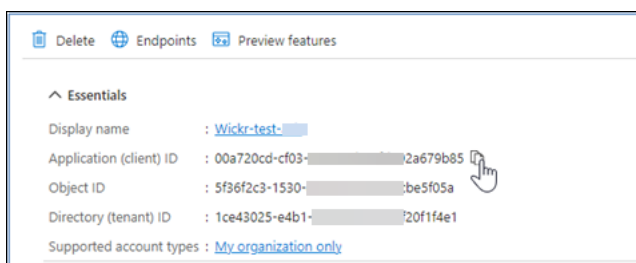 Delete Endpoints Preview features
Essentials
Display name : Wickr-test-
Application (client) ID : 00a720cd-cf03- 2a679b85
Object ID : 5f36f2c3-1530- be5f05a
Directory (tenant) ID : 1ce43025-e4b1- 20f1f4e1
Supported account types : My organization only